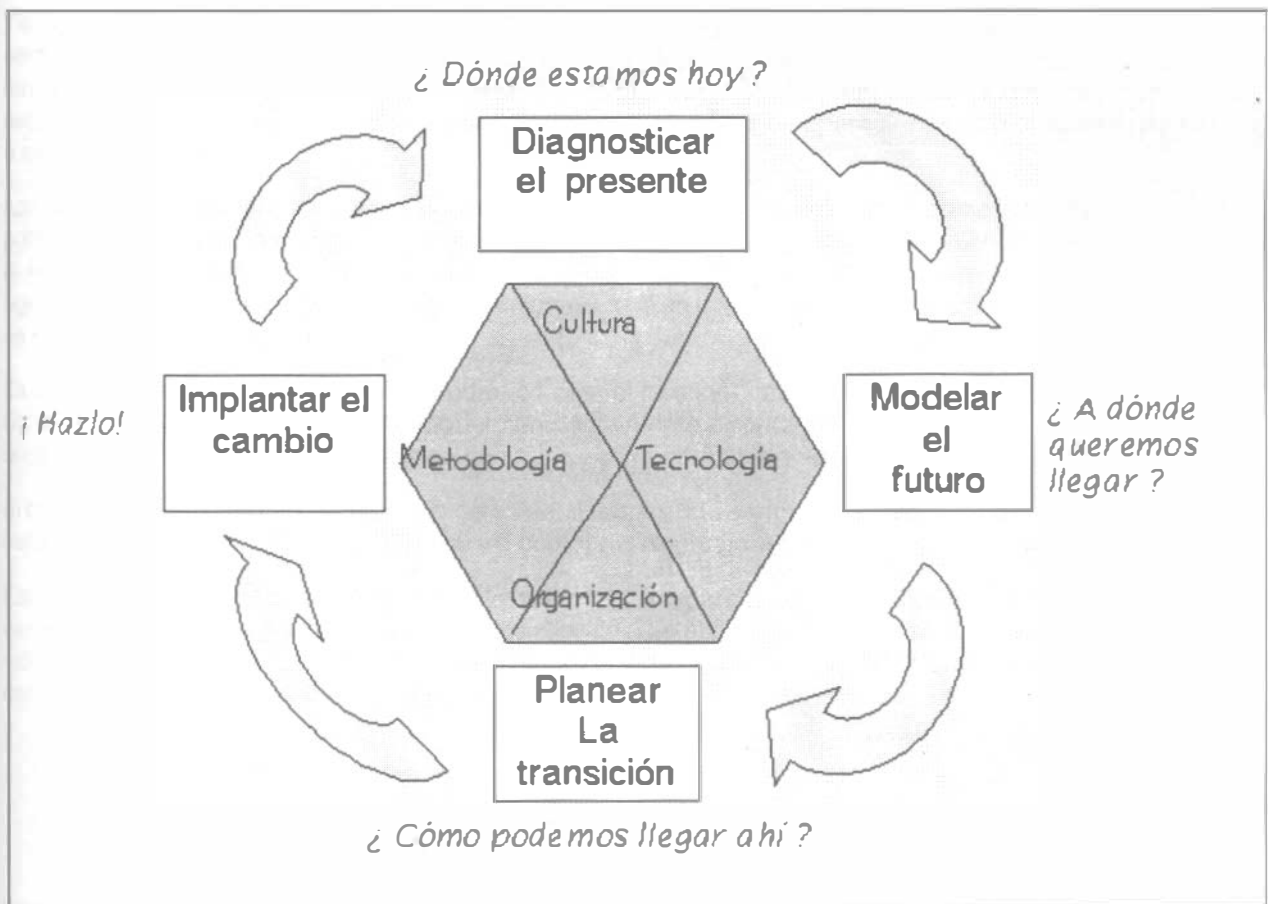 ¿ Dónde estamos hoy ?
Diagnosticar
el presente
Cultura
Implantar el
cambio
¡ Hazlo!
Metodología
Tecnología
Modelar
el
futuro
¿ A dónde
queremos
llegar ?
Organización
Planear
La
transición
¿ Cómo podemos llegar ahí ?